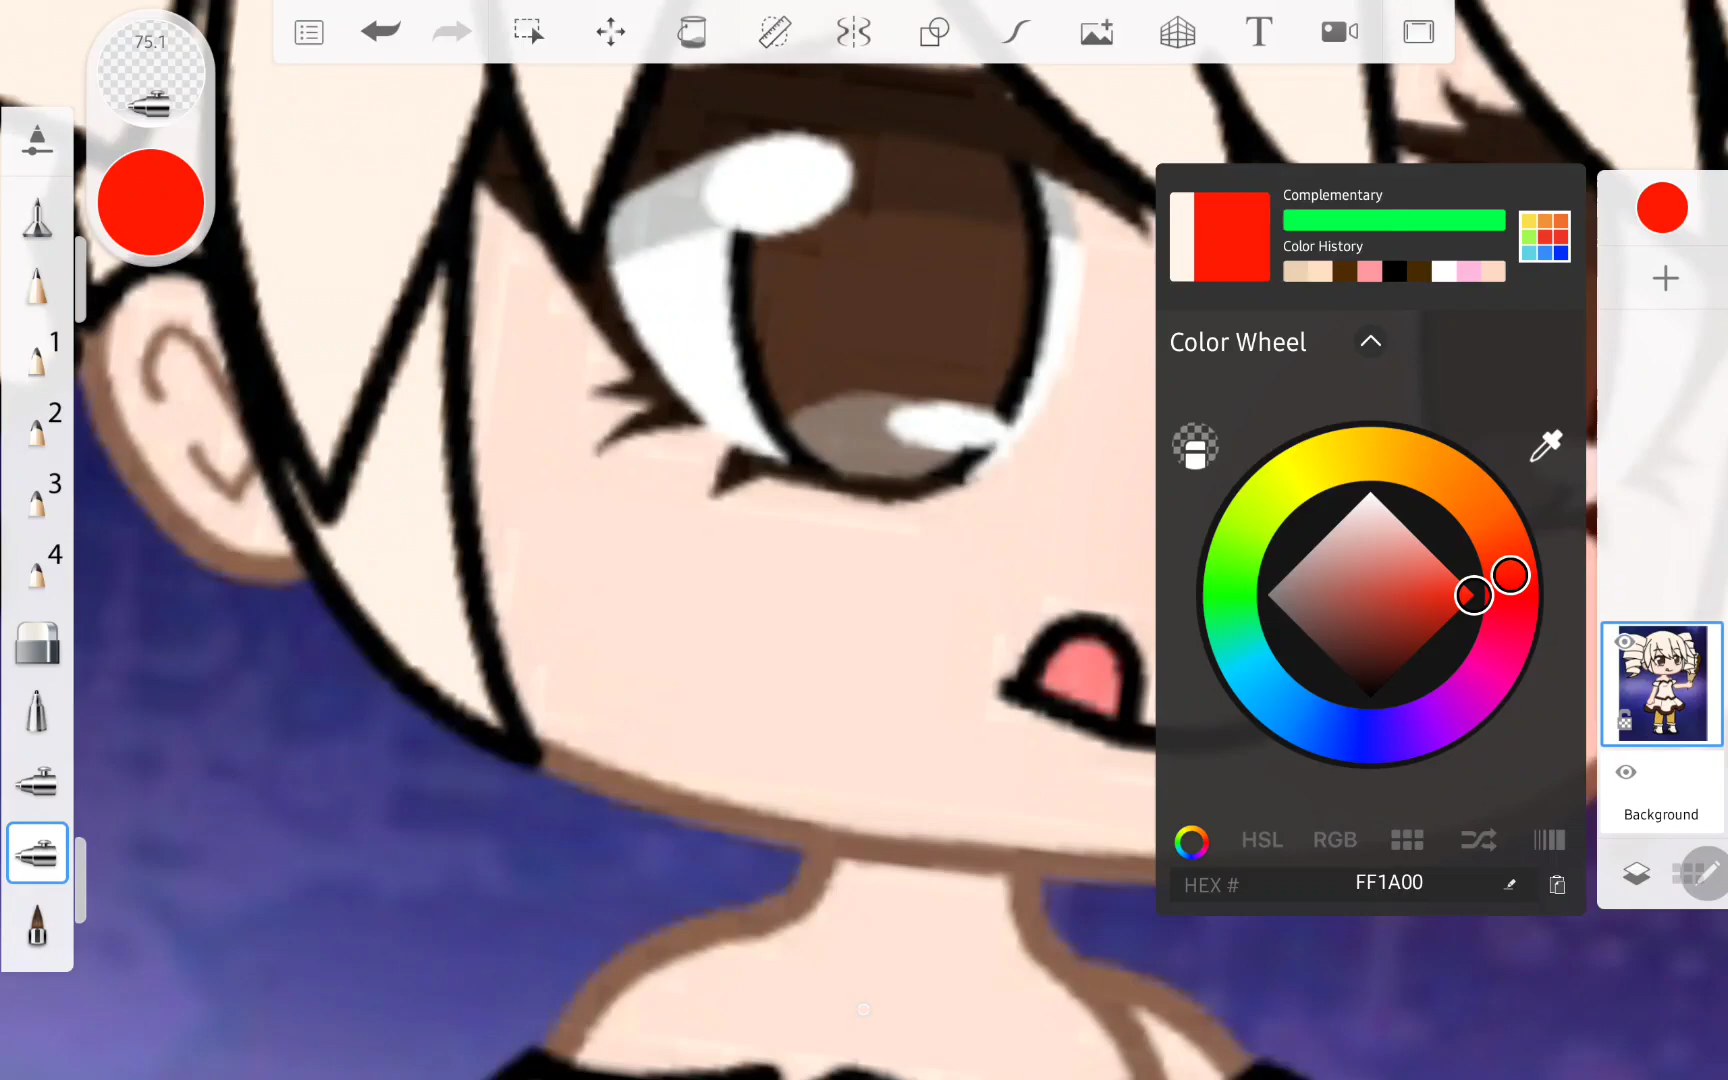 75.1
T
Complementary
Color History
1
Color Wheel
2
3
4
Background
HSL
RGB
HEX #
FF1A00